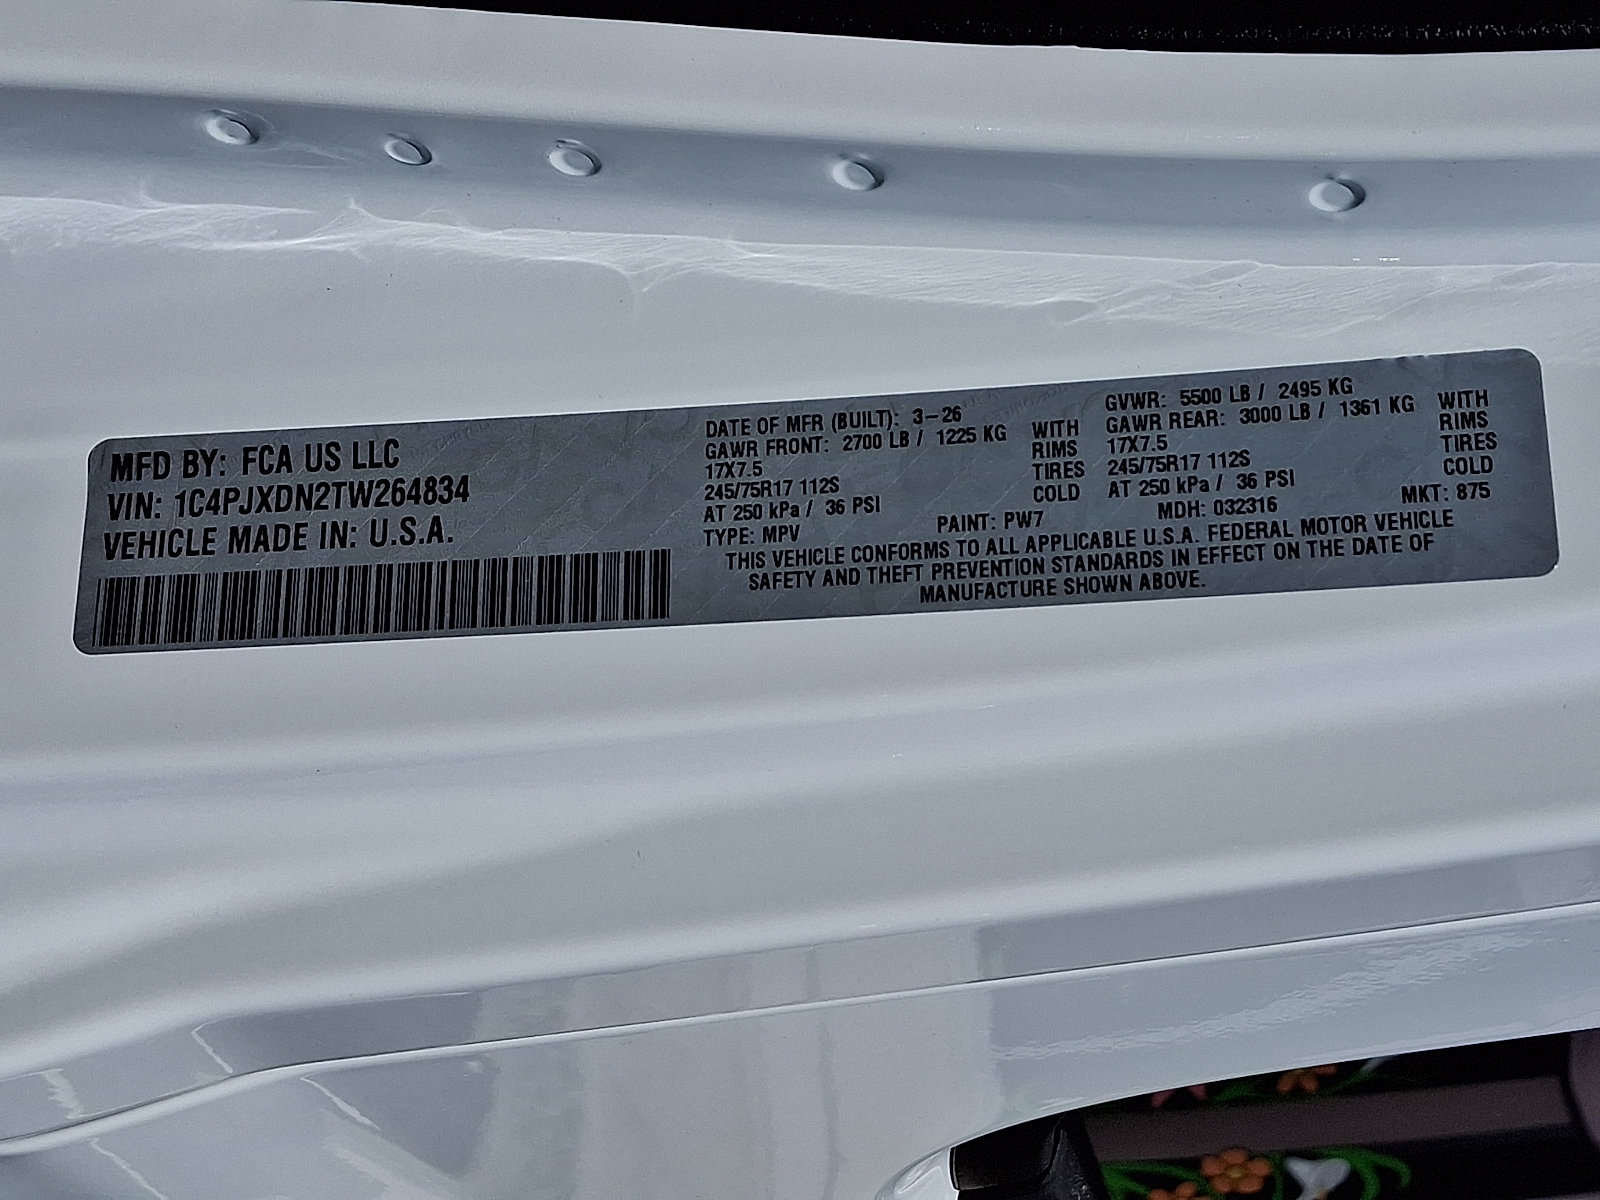 MFD BY: FCA US LLC
VIN: 1C4PJXDN2TW264834
VEHICLE MADE IN: U.S.A.
DATE OF MFR (BUILT): 3-26
GAWR FRONT: 2700 LB / 1225 KG WITH
17X7.5 RIMS
245/75R17 112S TIRES
AT 250 kPa / 36 PSI COLD
TYPE: MPV
GVWR: 5500 LB / 2495 KG
GAWR REAR: 3000 LB / 1361 KG WITH
17X7.5 RIMS
245/75R17 112S TIRES
AT 250 kPa / 36 PSI COLD
PAINT: PW7 MDH: 032316 MKT: 875
THIS VEHICLE CONFORMS TO ALL APPLICABLE U.S.A. FEDERAL MOTOR VEHICLE
SAFETY AND THEFT PREVENTION STANDARDS IN EFFECT ON THE DATE OF
MANUFACTURE SHOWN ABOVE.